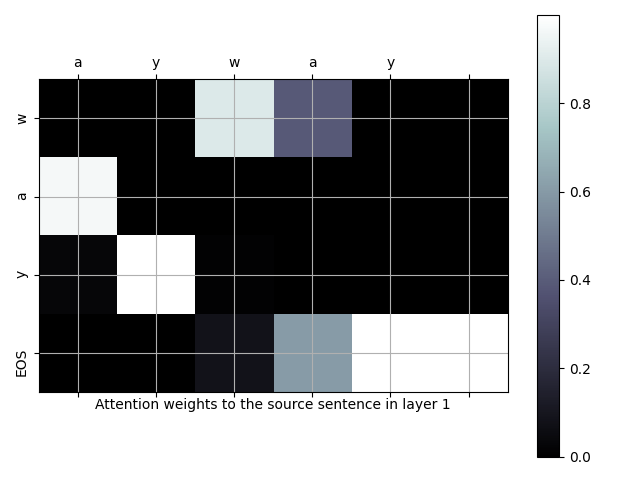 a y w a y
w
a
y
EOS
Attention weights to the source sentence in layer 1
0.8
0.6
0.4
0.2
0.0